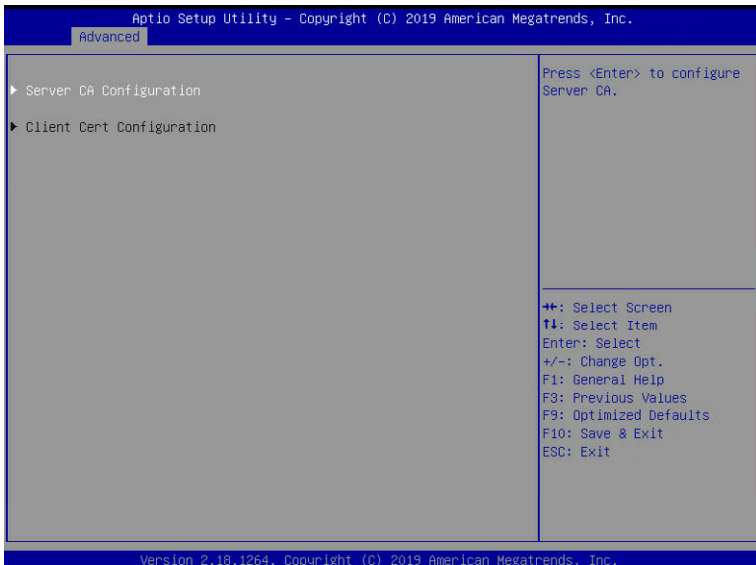 Aptio Setup Utility – Copyright (C) 2019 American Megatrends, Inc.
Advanced
▶ Server CA Configuration
▶ Client Cert Configuration
Press <Enter> to configure
Server CA.
→←: Select Screen
↑↓: Select Item
Enter: Select
+/-: Change Opt.
F1: General Help
F3: Previous Values
F9: Optimized Defaults
F10: Save & Exit
ESC: Exit
Version 2.18.1264. Copyright (C) 2019 American Megatrends, Inc.